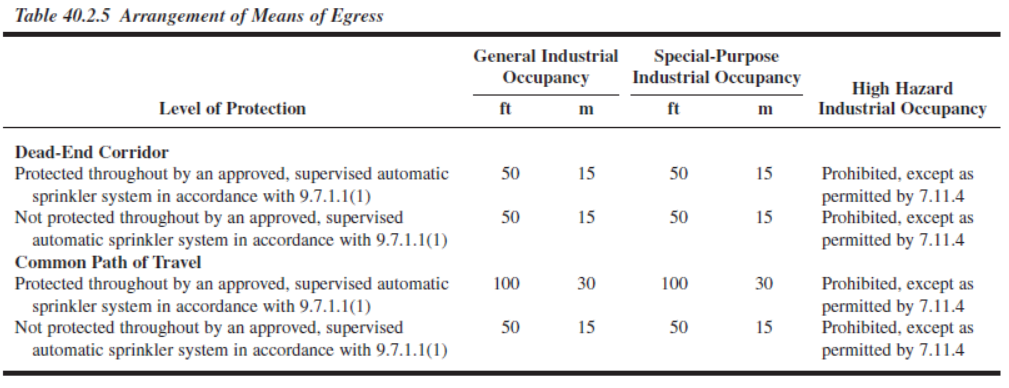 Table 40.2.5 Arrangement of Means of Egress
General Industrial Occupancy
Special-Purpose Industrial Occupancy
High Hazard Industrial Occupancy
Level of Protection ft m ft m
Dead-End Corridor
Protected throughout by an approved, supervised automatic 50 15 50 15 Prohibited, except as
sprinkler system in accordance with 9.7.1.1(1) permitted by 7.11.4
Not protected throughout by an approved, supervised 50 15 50 15 Prohibited, except as
automatic sprinkler system in accordance with 9.7.1.1(1) permitted by 7.11.4
Common Path of Travel
Protected throughout by an approved, supervised automatic 100 30 100 30 Prohibited, except as
sprinkler system in accordance with 9.7.1.1(1) permitted by 7.11.4
Not protected throughout by an approved, supervised 50 15 50 15 Prohibited, except as
automatic sprinkler system in accordance with 9.7.1.1(1) permitted by 7.11.4